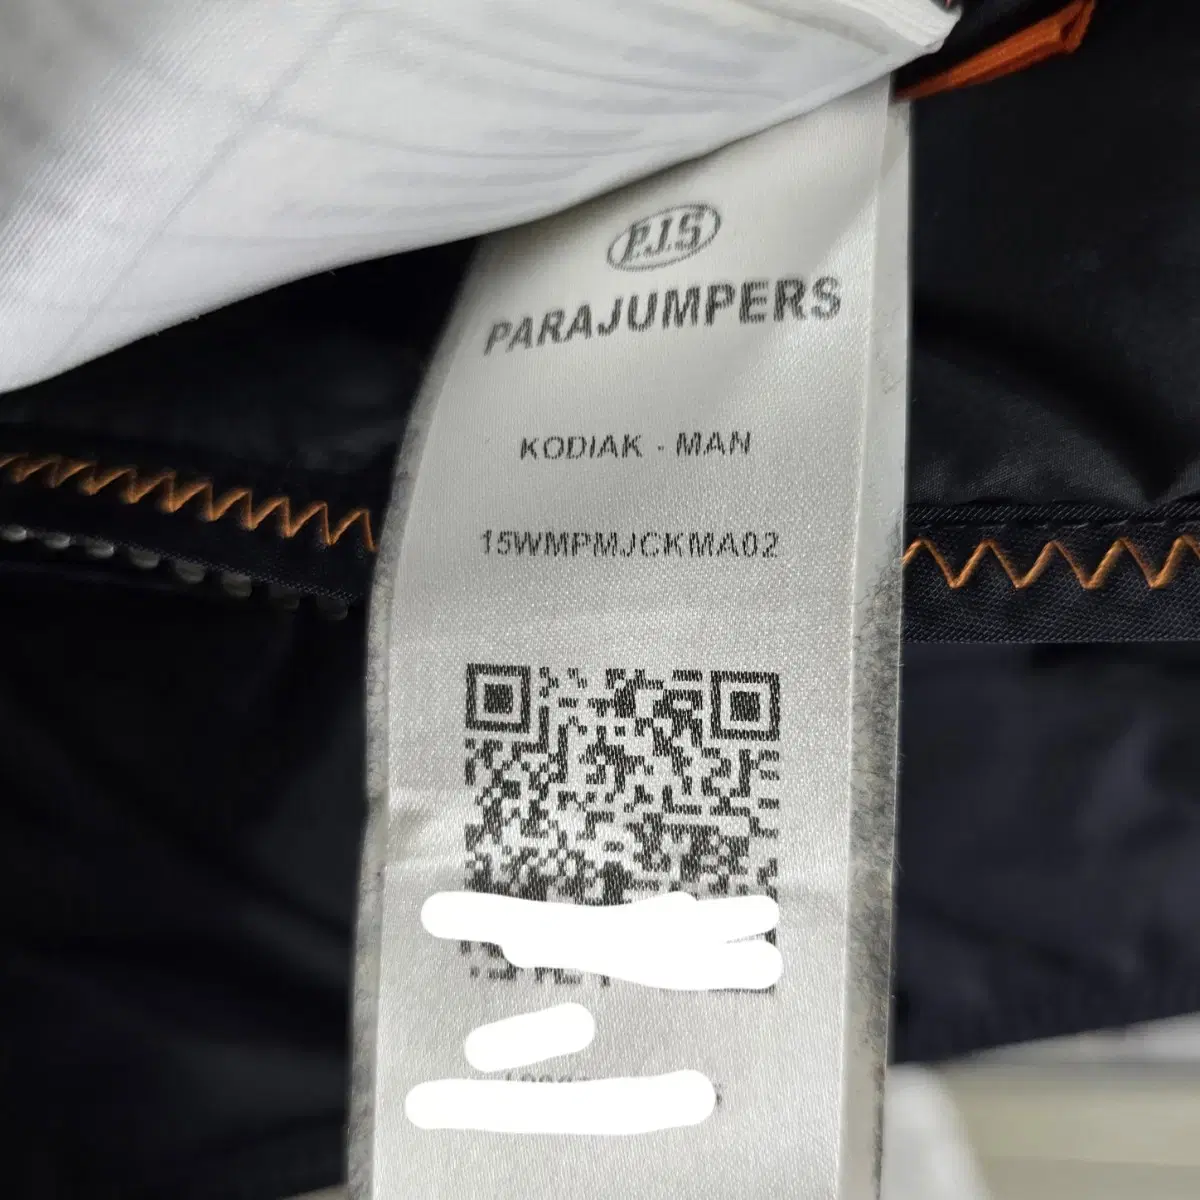 P.J.S
PARAJUMPERS
KODIAK - MAN
15WMPMJCKMA02